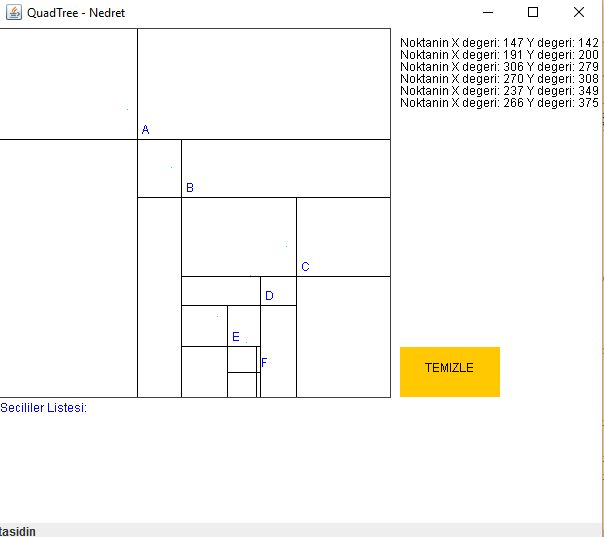 QuadTree - Nedret
Noktanin X degeri: 147 Y degeri: 142
Noktanin X degeri: 191 Y degeri: 200
Noktanin X degeri: 306 Y degeri: 279
Noktanin X degeri: 270 Y degeri: 308
Noktanin X degeri: 237 Y degeri: 349
Noktanin X degeri: 266 Y degeri: 375
A
B
C
D
E
F
TEMIZLE
Secililer Listesi:
tasidin